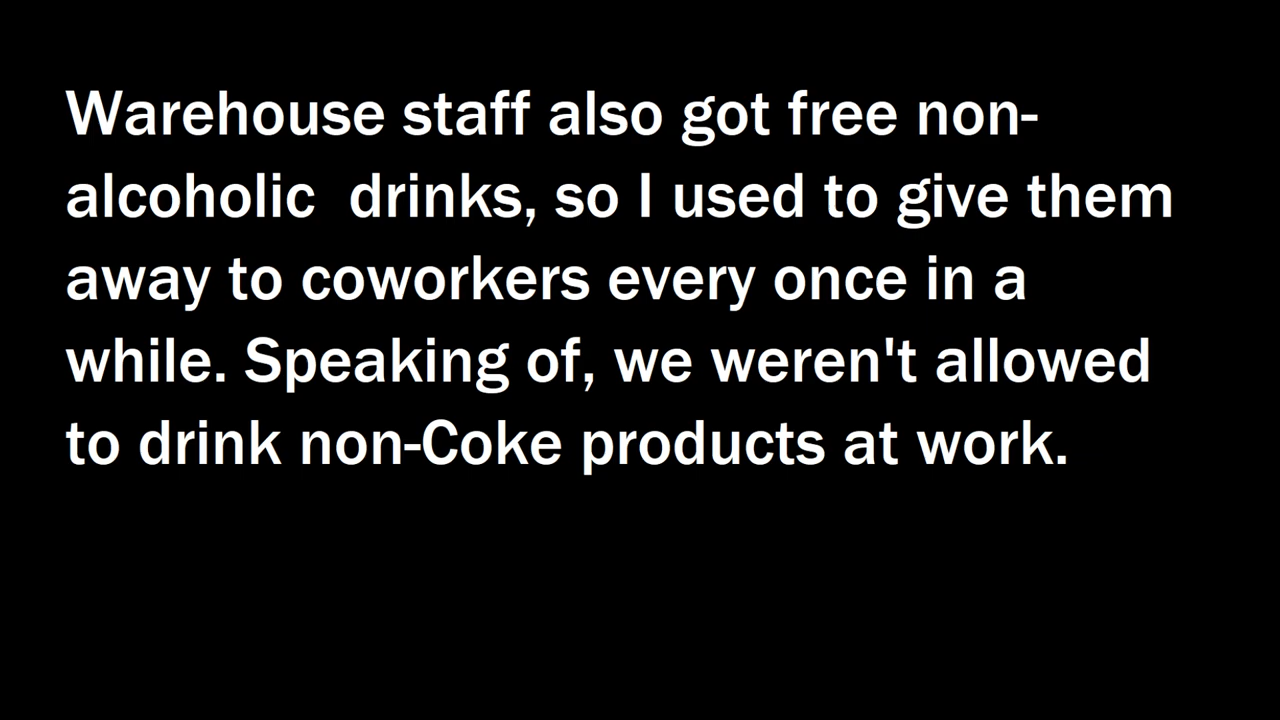 Warehouse staff also got free non-
alcoholic  drinks, so I used to give them
away to coworkers every once in a
while. Speaking of, we weren't allowed
to drink non-Coke products at work.